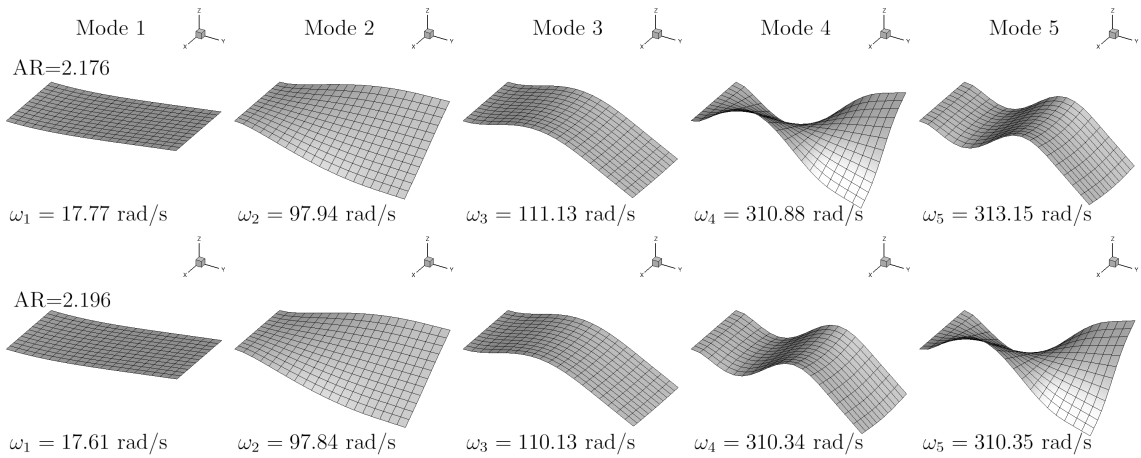 Mode 1 Mode 2 Mode 3 Mode 4 Mode 5
Z X Y Z X Y Z X Y Z X Y Z X Y
AR=2.176
ω₁ = 17.77 rad/s ω₂ = 97.94 rad/s ω₃ = 111.13 rad/s ω₄ = 310.88 rad/s ω₅ = 313.15 rad/s
Z X Y Z X Y Z X Y Z X Y Z X Y
AR=2.196
ω₁ = 17.61 rad/s ω₂ = 97.84 rad/s ω₃ = 110.13 rad/s ω₄ = 310.34 rad/s ω₅ = 310.35 rad/s